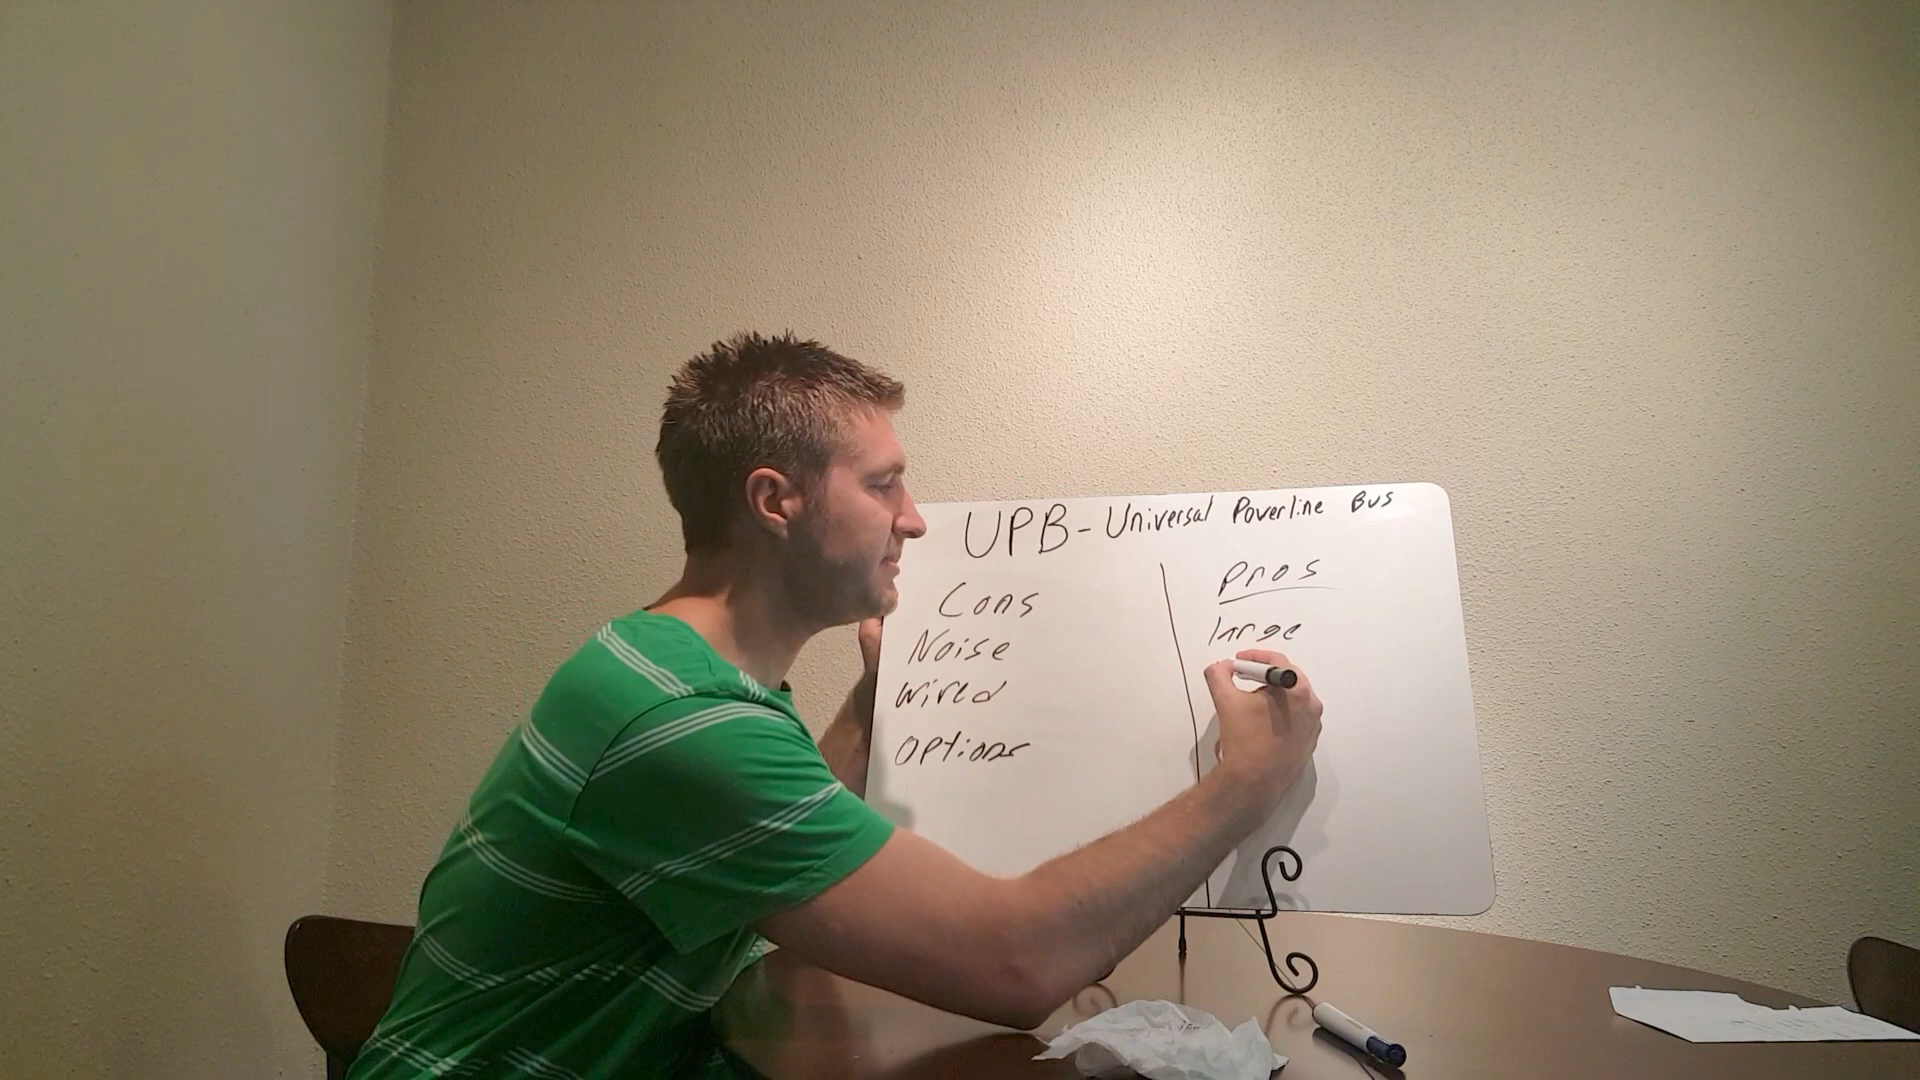 UPB - Universal Powerline Bus
Cons
Noise
Wired
Options
Pros
large